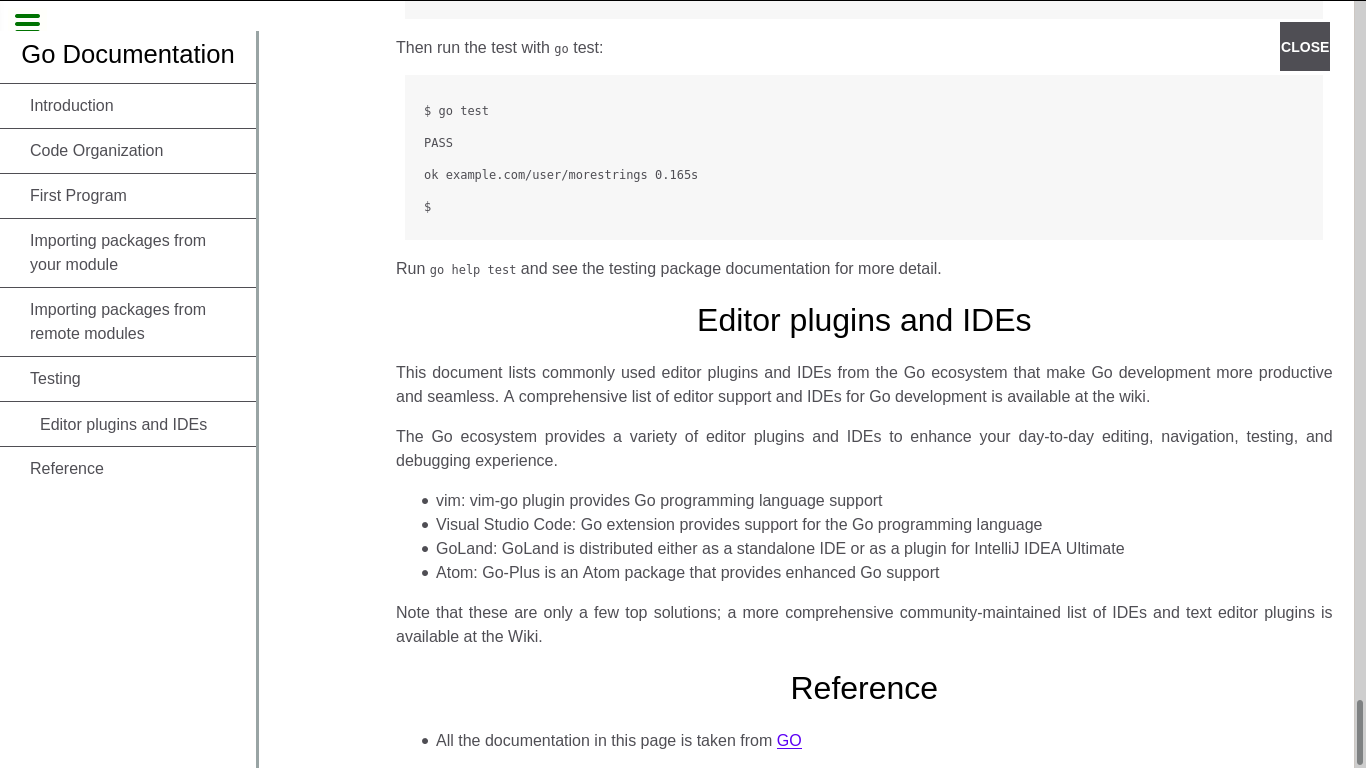 Go Documentation
Introduction
Code Organization
First Program
Importing packages from
your module
Importing packages from
remote modules
Testing
Editor plugins and IDEs
Reference
CLOSE
Then run the test with go test:
$ go test
PASS
ok example.com/user/morestrings 0.165s
$
Run go help test and see the testing package documentation for more detail.
Editor plugins and IDEs
This document lists commonly used editor plugins and IDEs from the Go ecosystem that make Go development more productive
and seamless. A comprehensive list of editor support and IDEs for Go development is available at the wiki.
The Go ecosystem provides a variety of editor plugins and IDEs to enhance your day-to-day editing, navigation, testing, and
debugging experience.
• vim: vim-go plugin provides Go programming language support
• Visual Studio Code: Go extension provides support for the Go programming language
• GoLand: GoLand is distributed either as a standalone IDE or as a plugin for IntelliJ IDEA Ultimate
• Atom: Go-Plus is an Atom package that provides enhanced Go support
Note that these are only a few top solutions; a more comprehensive community-maintained list of IDEs and text editor plugins is
available at the Wiki.
Reference
• All the documentation in this page is taken from GO